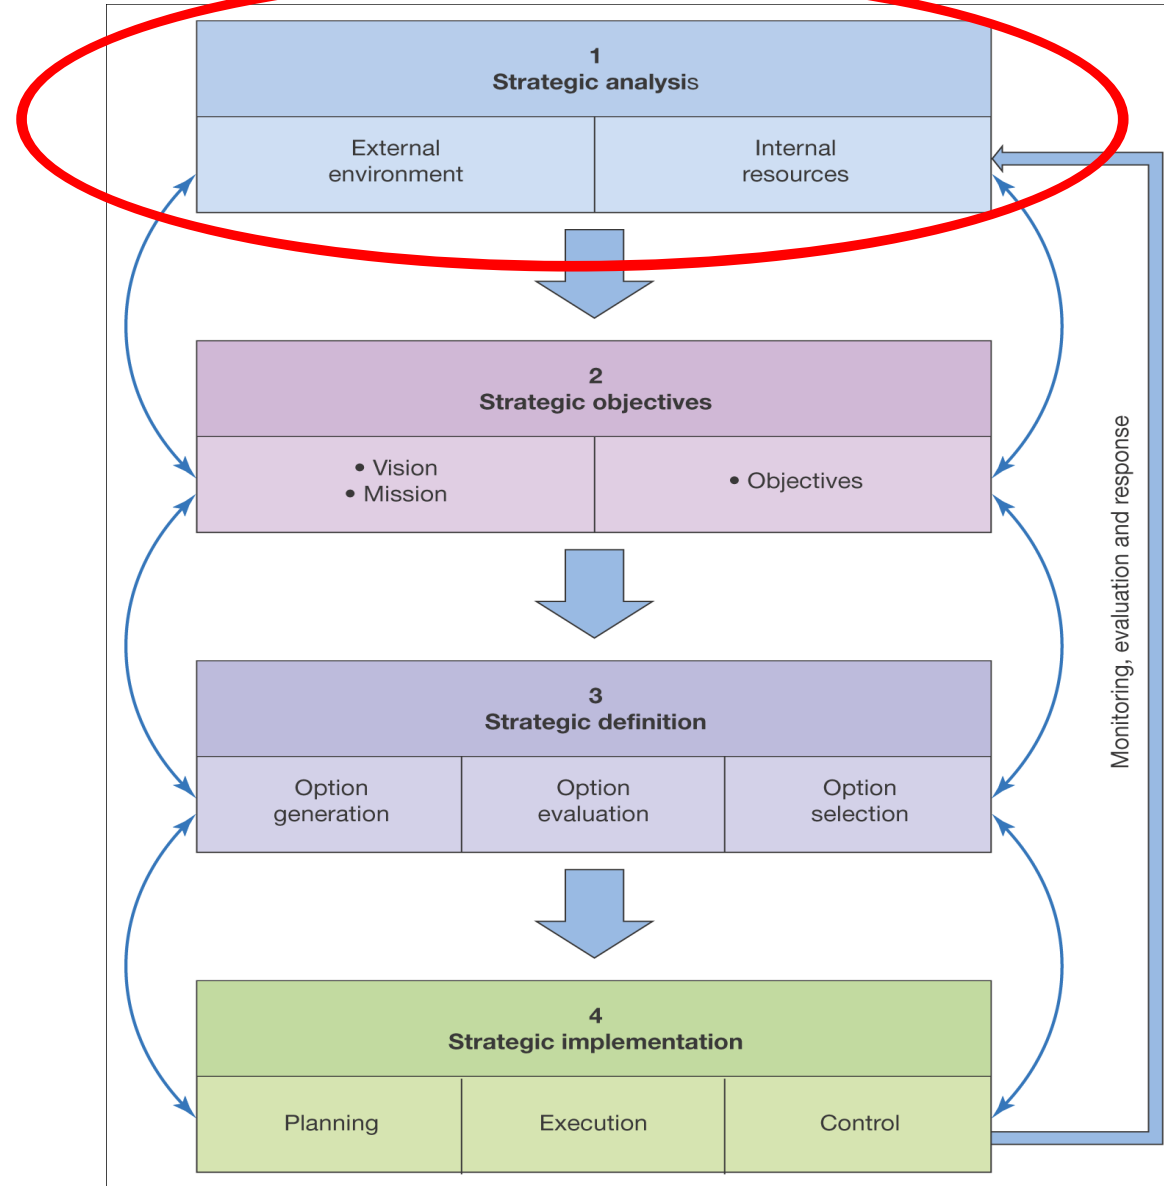 1
Strategic analysis
External
environment
Internal
resources
2
Strategic objectives
• Vision
• Mission
• Objectives
3
Strategic definition
Option
generation
Option
evaluation
Option
selection
4
Strategic implementation
Planning
Execution
Control
Monitoring, evaluation and response